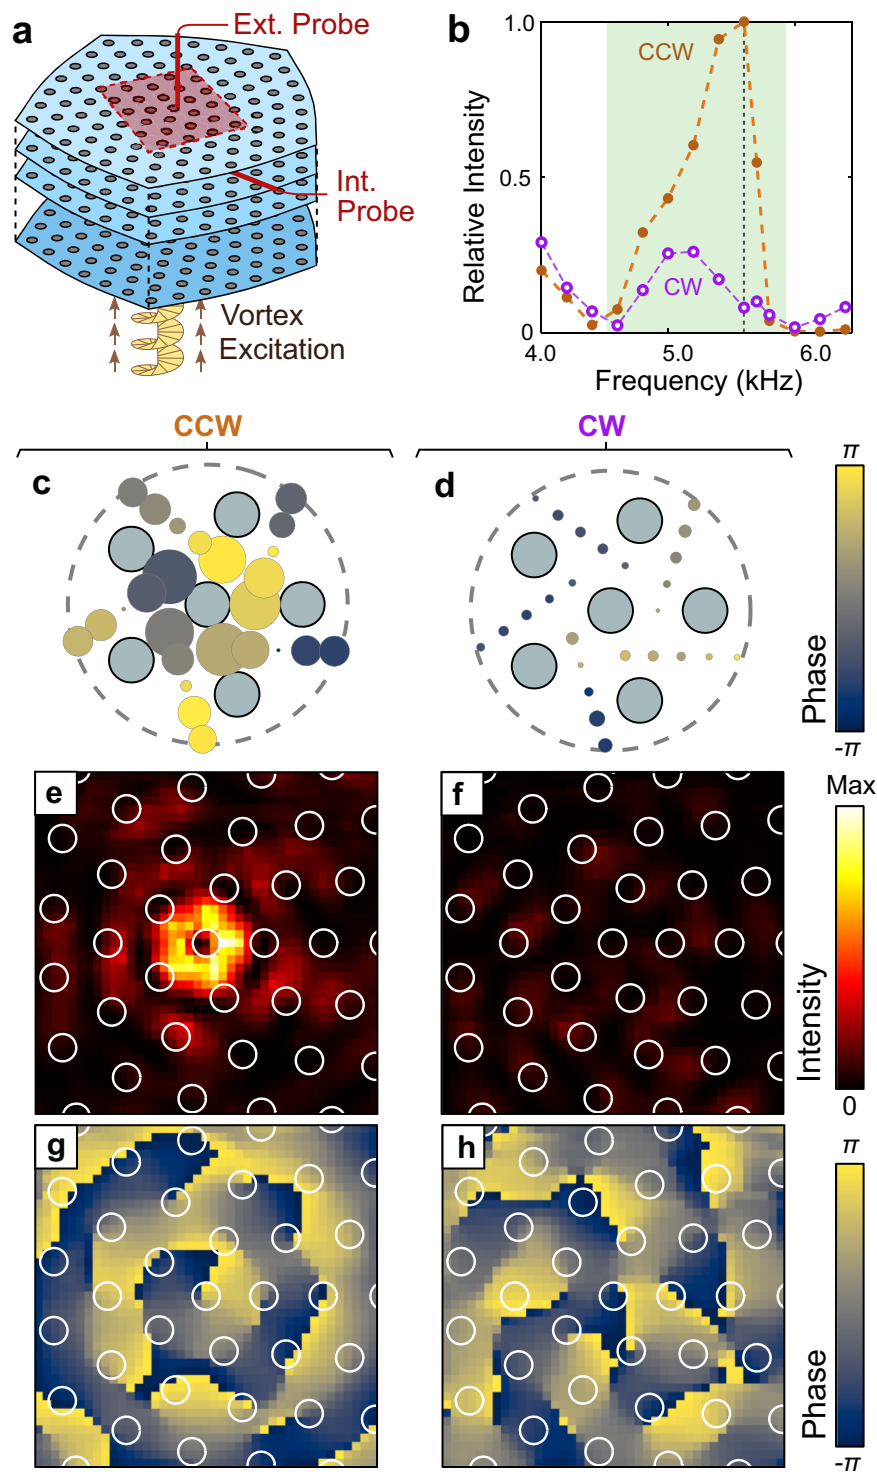 a
Ext. Probe
Int.
Probe
Vortex
Excitation
b
1.0
0.5
0
Relative Intensity
CCW
CW
4.0
5.0
6.0
Frequency (kHz)
CCW
CW
c
d
π
Phase
-π
e
f
Max
Intensity
0
g
h
π
Phase
-π